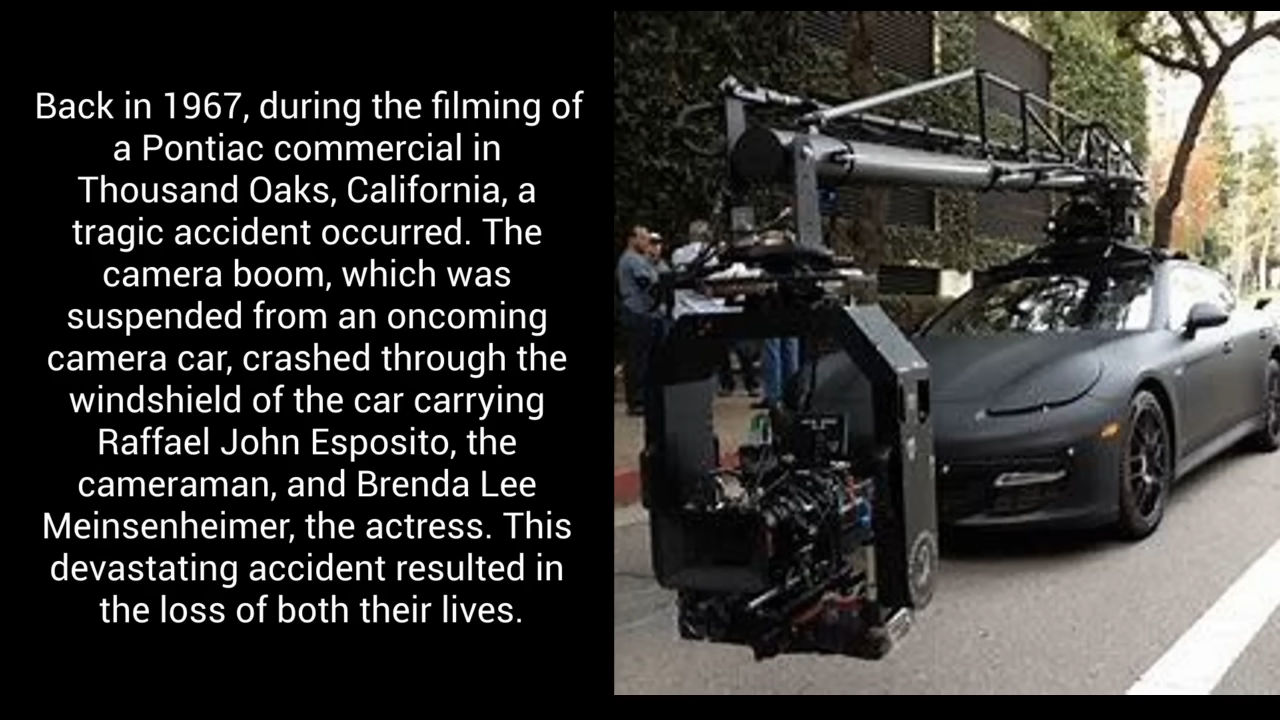 Back in 1967, during the filming of
a Pontiac commercial in
Thousand Oaks, California, a
tragic accident occurred. The
camera boom, which was
suspended from an oncoming
camera car, crashed through the
windshield of the car carrying
Raffael John Esposito, the
cameraman, and Brenda Lee
Meinsenheimer, the actress. This
devastating accident resulted in
the loss of both their lives.